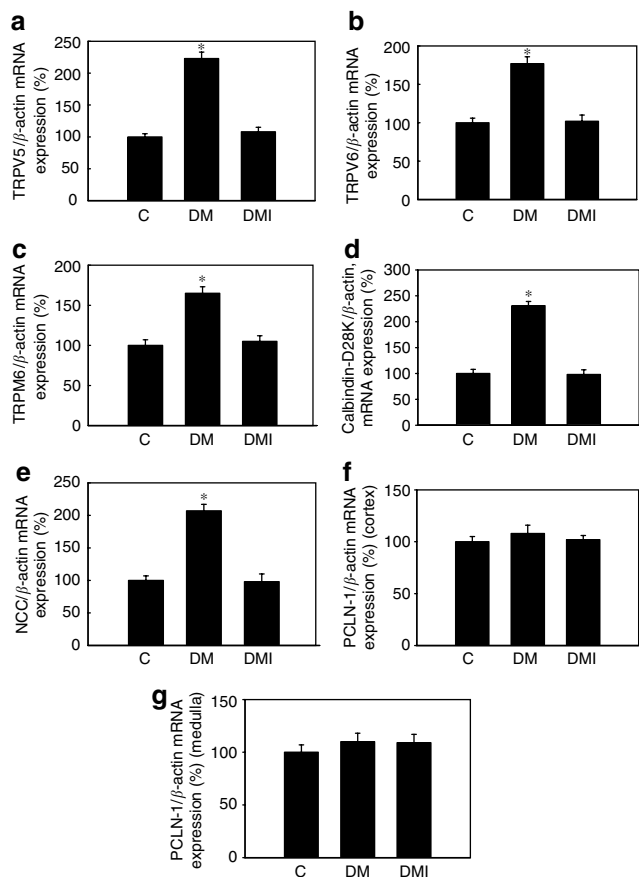 a
TRPV5/β-actin mRNA
expression (%)
250
200
150
100
50
0
*
C DM DMI
b
TRPV6/β-actin mRNA
expression (%)
200
150
100
50
0
*
C DM DMI
c
TRPM6/β-actin mRNA
expression (%)
200
150
100
50
0
*
C DM DMI
d
Calbindin-D28K/β-actin,
mRNA expression (%)
300
250
200
150
100
50
0
*
C DM DMI
e
NCC/β-actin mRNA
expression (%)
250
200
150
100
50
0
*
C DM DMI
f
PCLN-1/β-actin mRNA
expression (%) (cortex)
150
100
50
0
C DM DMI
g
PCLN-1/β-actin mRNA
expression (%) (medulla)
150
100
50
0
C DM DMI